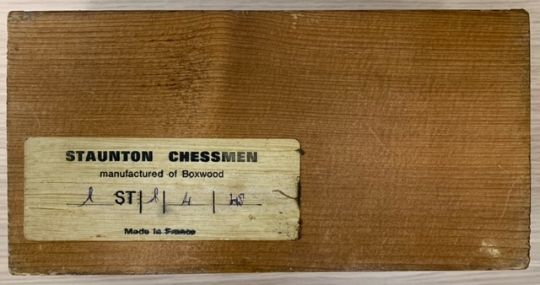 STAUNTON CHESSMEN
manufactured of Boxwood
ST 4
Made in France